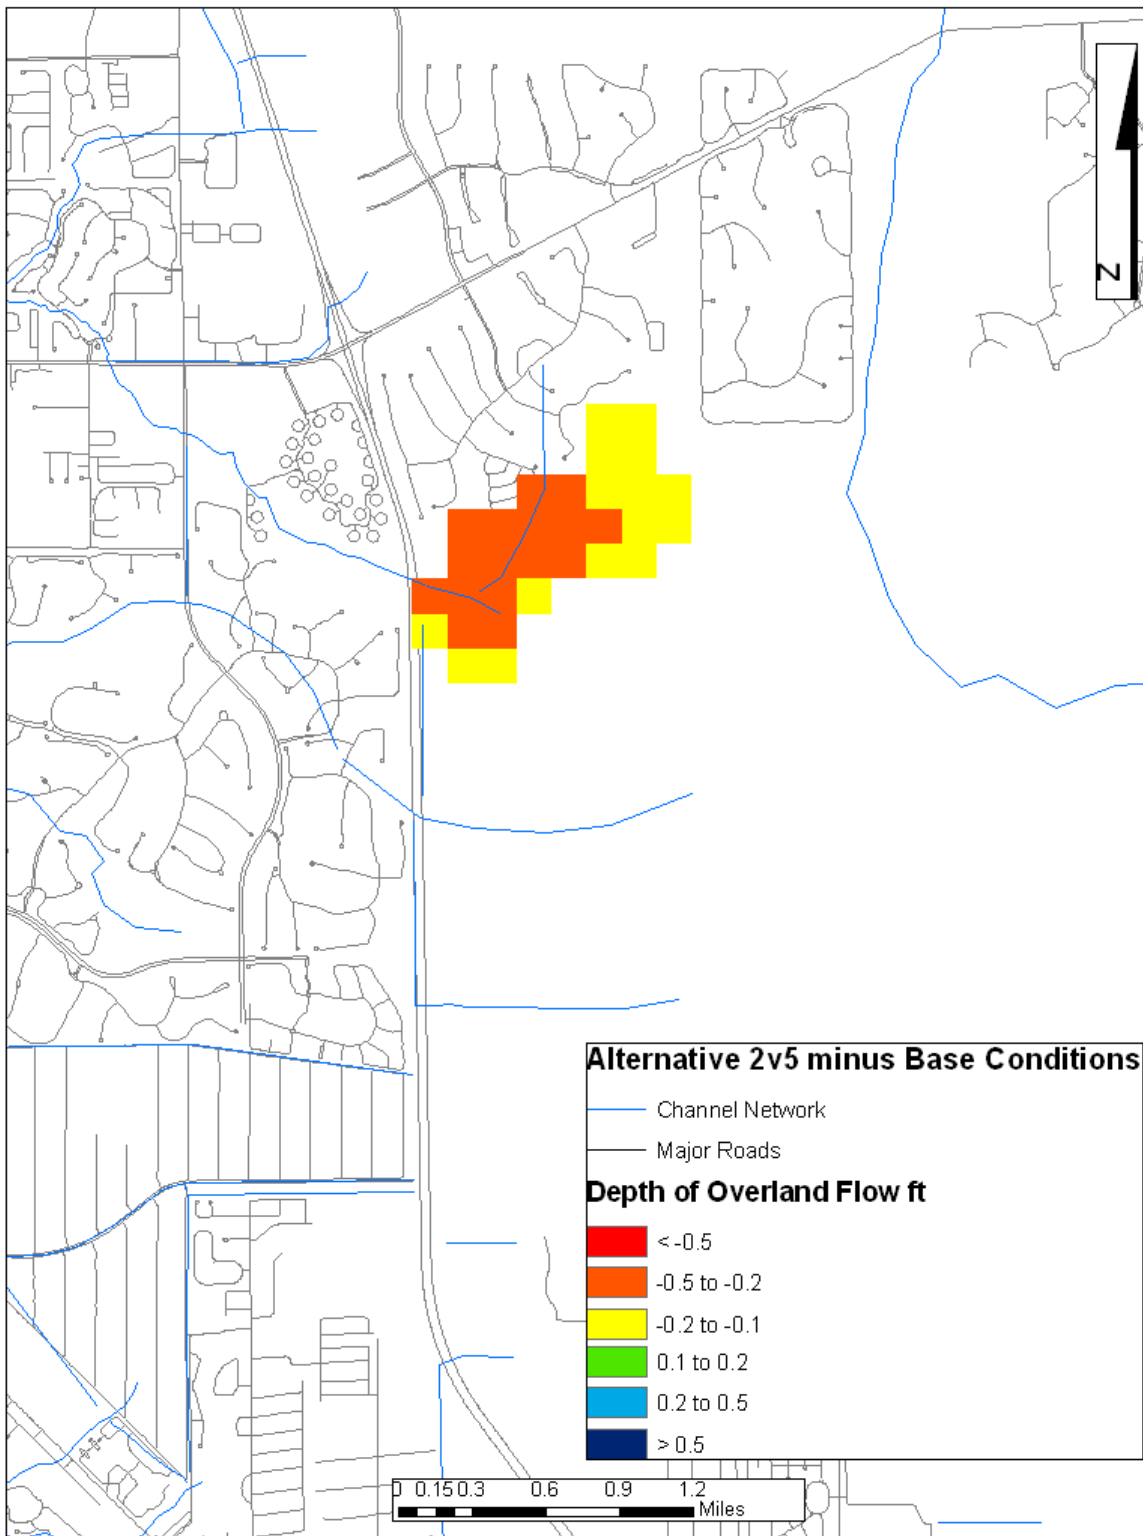 Z
Alternative 2v5 minus Base Conditions
Channel Network
Major Roads
Depth of Overland Flow ft
< -0.5
-0.5 to -0.2
-0.2 to -0.1
0.1 to 0.2
0.2 to 0.5
> 0.5
0 0.15 0.3 0.6 0.9 1.2
Miles